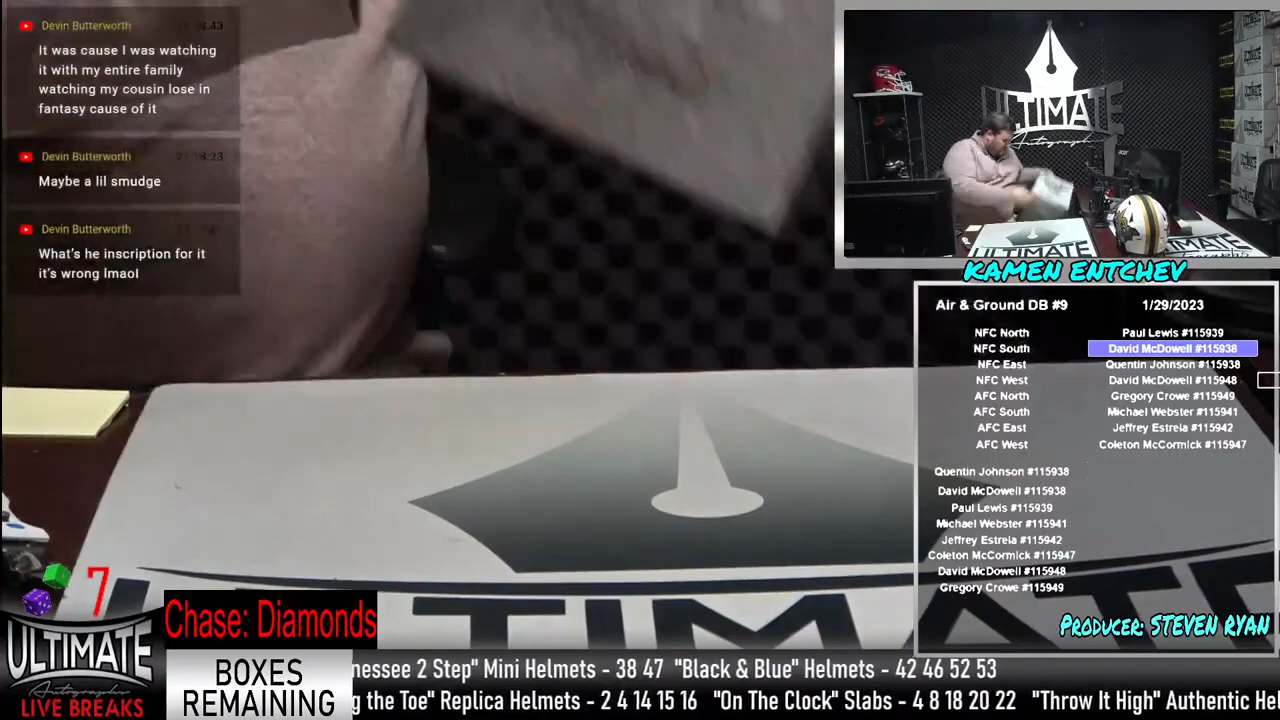 Devin Butterworth
It was cause I was watching
it with my entire family
watching my cousin lose in
fantasy cause of it
Devin Butterworth
Maybe a lil smudge
Devin Butterworth
What's he inscription for it
it's wrong lmaol
ULTIMATE
Autographs
ULTIMATE
ULTIMATE
KAMEN ENTCHEV
Air & Ground DB #9 1/29/2023
NFC North Paul Lewis #115939
NFC South David McDowell #115938
NFC East Quentin Johnson #115938
NFC West David McDowell #115948
AFC North Gregory Crowe #115949
AFC South Michael Webster #115941
AFC East Jeffrey Estrela #115942
AFC West Coleton McCormick #115947
Quentin Johnson #115938
David McDowell #115938
Paul Lewis #115939
Michael Webster #115941
Jeffrey Estrela #115942
Coleton McCormick #115947
David McDowell #115948
Gregory Crowe #115949
Producer: STEVEN RYAN
7
ULTIMATE
Autographs
LIVE BREAKS
Chase: Diamonds
BOXES
REMAINING
nessee 2 Step" Mini Helmets - 38 47 "Black & Blue" Helmets - 42 46 52 53
g the Toe" Replica Helmets - 2 4 14 15 16 "On The Clock" Slabs - 4 8 18 20 22 "Throw It High" Authentic Hel
ULTIMATE